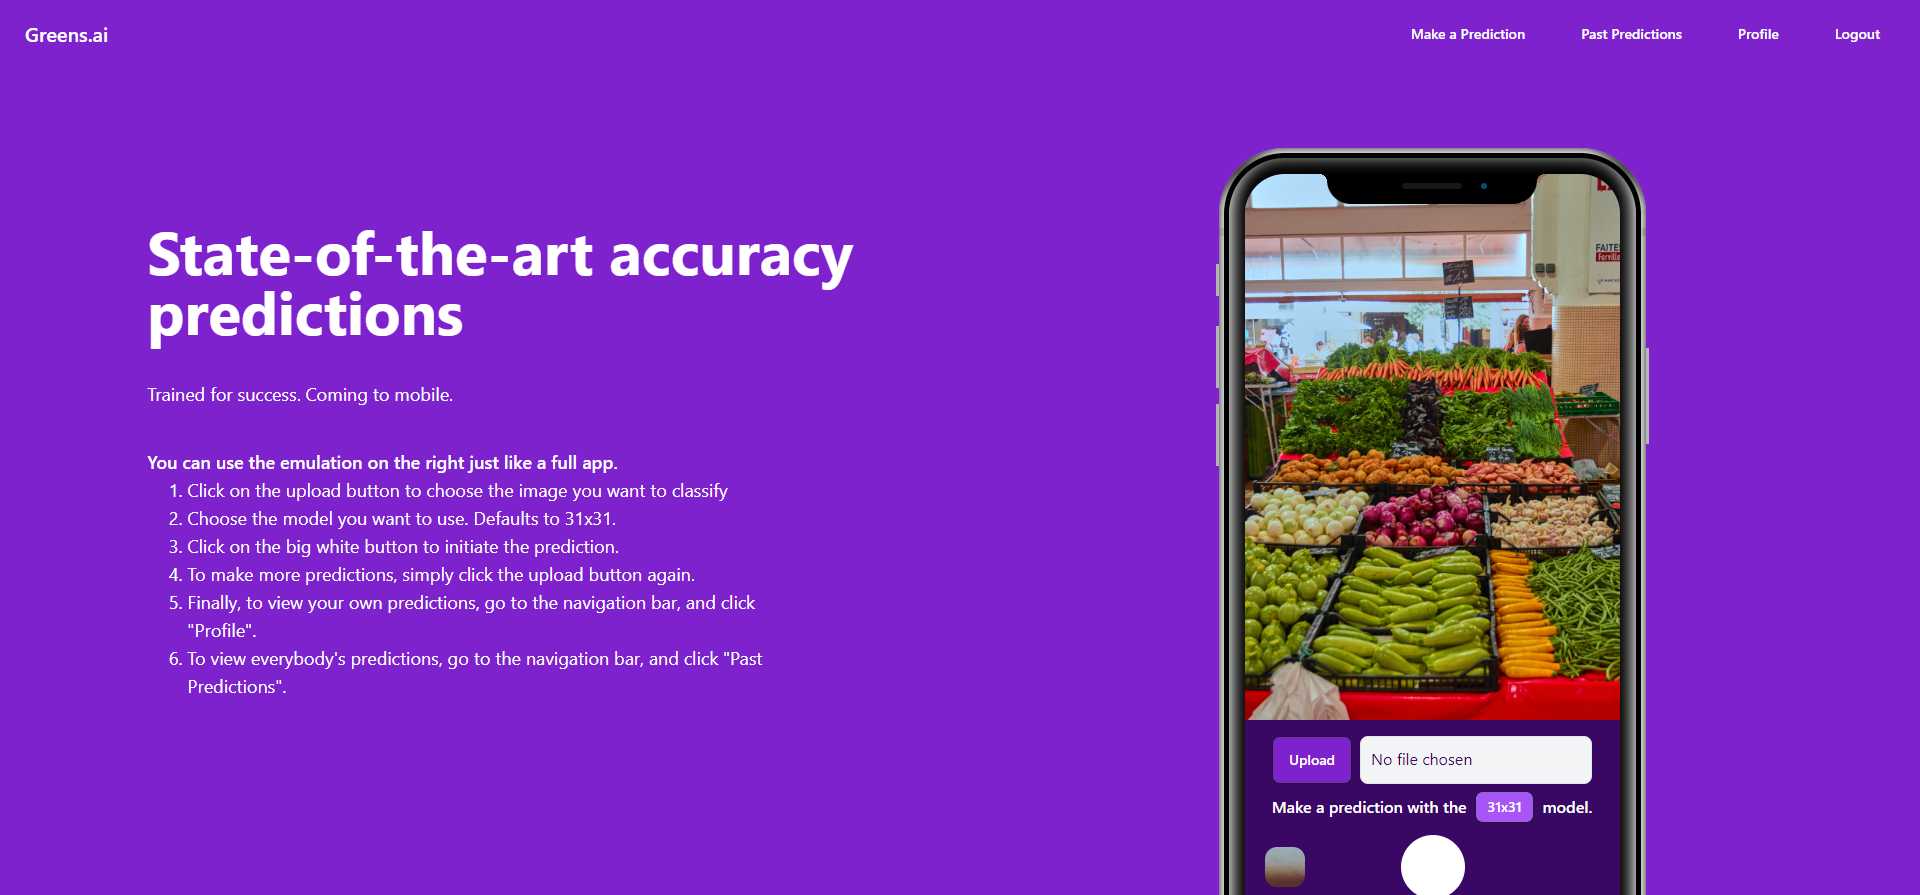 Greens.ai
Make a Prediction
Past Predictions
Profile
Logout
State-of-the-art accuracy
predictions
Trained for success. Coming to mobile.
You can use the emulation on the right just like a full app.
1. Click on the upload button to choose the image you want to classify
2. Choose the model you want to use. Defaults to 31x31.
3. Click on the big white button to initiate the prediction.
4. To make more predictions, simply click the upload button again.
5. Finally, to view your own predictions, go to the navigation bar, and click
"Profile".
6. To view everybody's predictions, go to the navigation bar, and click "Past
Predictions".
Upload
No file chosen
Make a prediction with the 31x31 model.